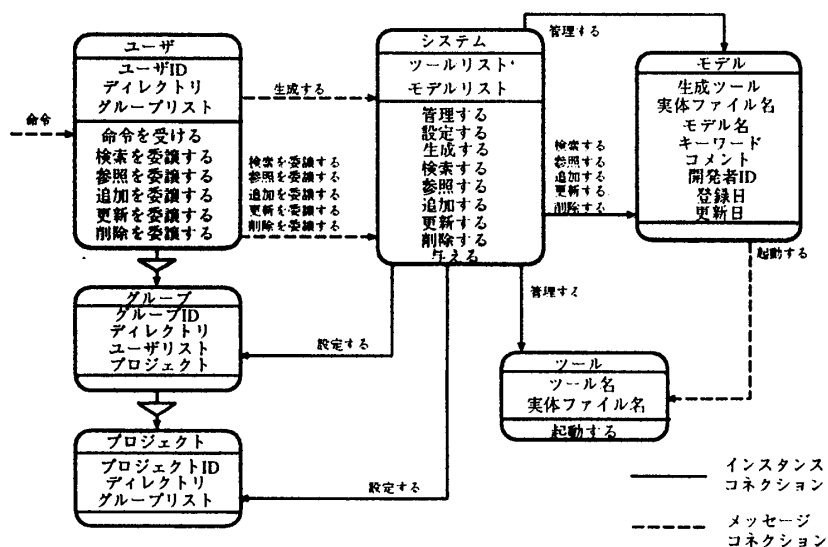 ユーザ
ユーザID
ディレクトリ
グループリスト
命令を受ける
検索を委譲する
参照を委譲する
追加を委譲する
更新を委譲する
削除を委譲する
命令
生成する
検索を委譲する
参照を委譲する
追加を委譲する
更新を委譲する
削除を委譲する
システム
ツールリスト
モデルリスト
管理する
設定する
生成する
検索する
参照する
追加する
更新する
削除する
与える
管理する
検索する
参照する
追加する
更新する
削除する
モデル
生成ツール
実体ファイル名
モデル名
キーワード
コメント
開発者ID
登録日
更新日
起動する
グループ
グループID
ディレクトリ
ユーザリスト
プロジェクト
設定する
管理する
ツール
ツール名
実体ファイル名
起動する
プロジェクト
プロジェクトID
ディレクトリ
グループリスト
設定する
インスタンス
コネクション
メッセージ
コネクション